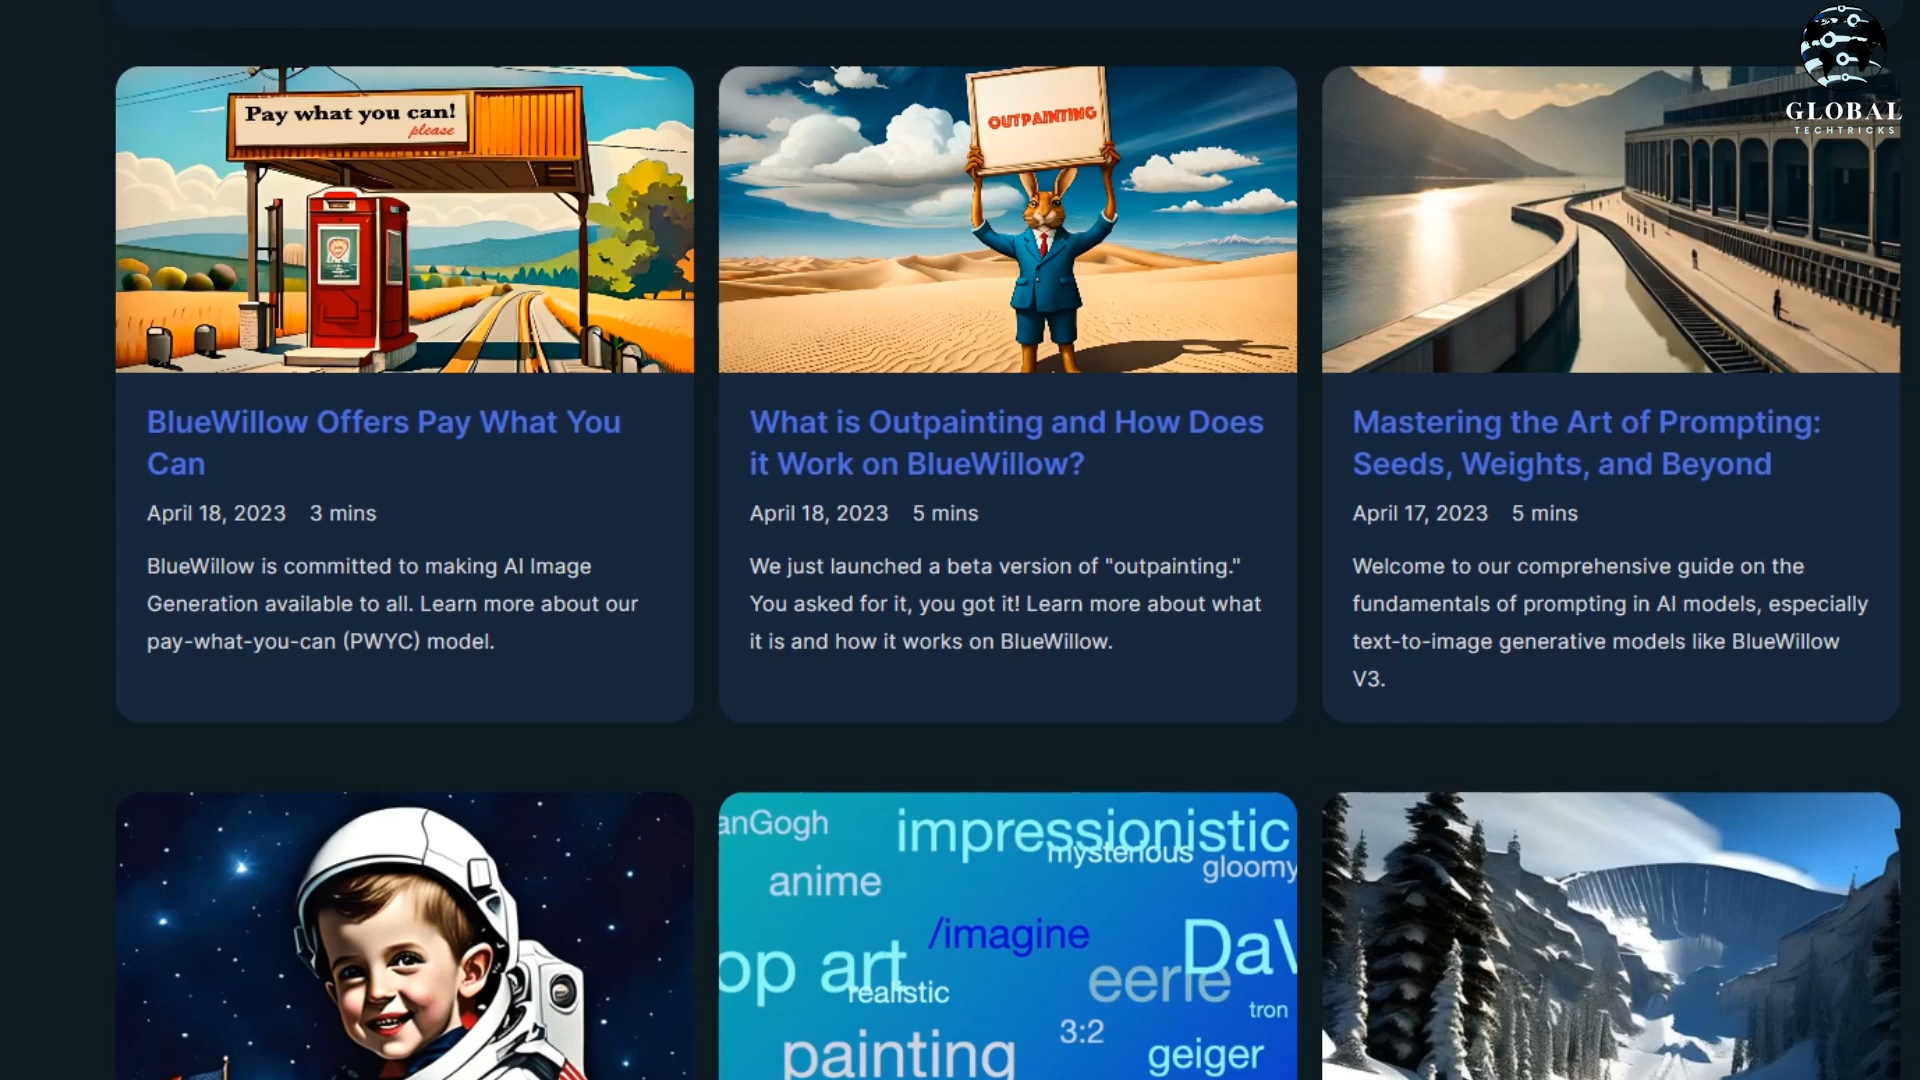 GLOBAL
TECHTRICKS
Pay what you can!
please
OUTPAINTING
BlueWillow Offers Pay What You
Can
April 18, 2023 3 mins
BlueWillow is committed to making AI Image
Generation available to all. Learn more about our
pay-what-you-can (PWYC) model.
What is Outpainting and How Does
it Work on BlueWillow?
April 18, 2023 5 mins
We just launched a beta version of "outpainting."
You asked for it, you got it! Learn more about what
it is and how it works on BlueWillow.
Mastering the Art of Prompting:
Seeds, Weights, and Beyond
April 17, 2023 5 mins
Welcome to our comprehensive guide on the
fundamentals of prompting in AI models, especially
text-to-image generative models like BlueWillow
V3.
anGogh
impressionistic
mysterious
gloomy
anime
/imagine
DaV
op art
eerie
realistic
tron
3:2
painting
geiger